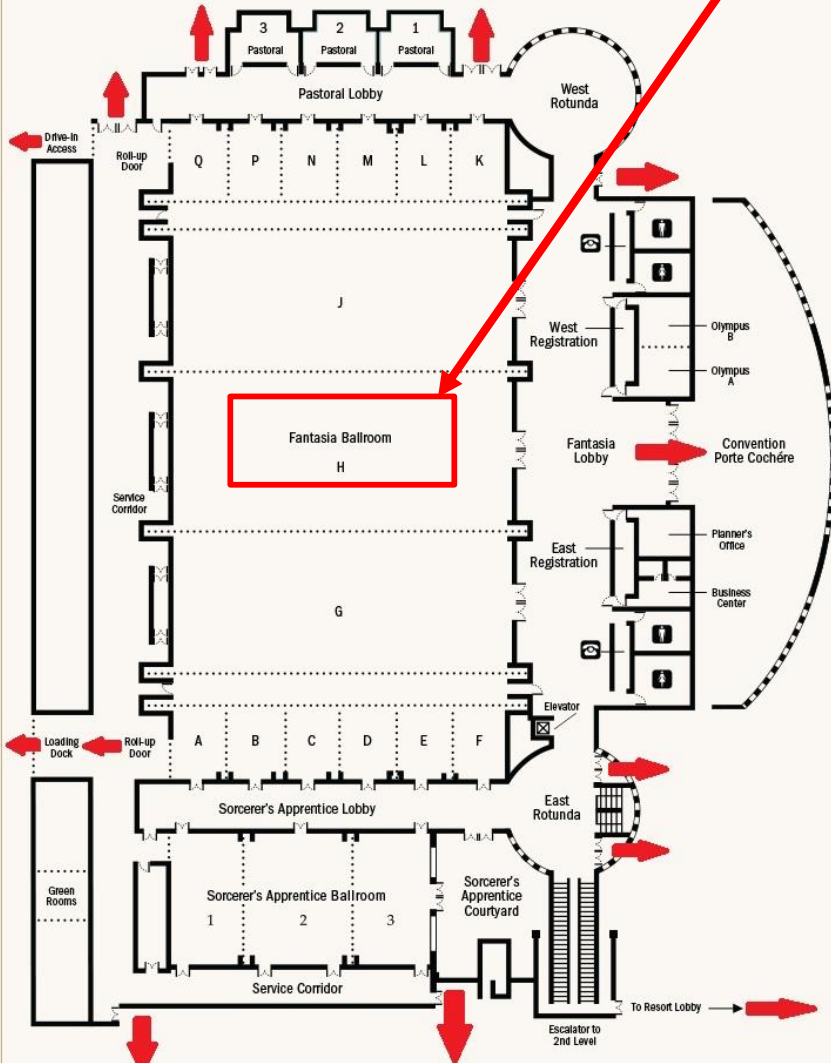 3
2
1
Pastoral
Pastoral
Pastoral
West
Rotunda
Pastoral Lobby
Drive-In
Access
Roll-up
Door
Q
P
N
M
L
K
J
West
Registration
Olympus
B
Olympus
A
Fantasia Ballroom
H
Fantasia
Lobby
Convention
Porte Cochére
Service
Corridor
East
Registration
Planner's
Office
Business
Center
G
Elevator
Loading
Dock
Roll-up
Door
A
B
C
D
E
F
Sorcerer's Apprentice Lobby
East
Rotunda
Green
Rooms
Sorcerer's Apprentice Ballroom
1
2
3
Sorcerer's
Apprentice
Courtyard
Service Corridor
To Resort Lobby
Escalator to
2nd Level